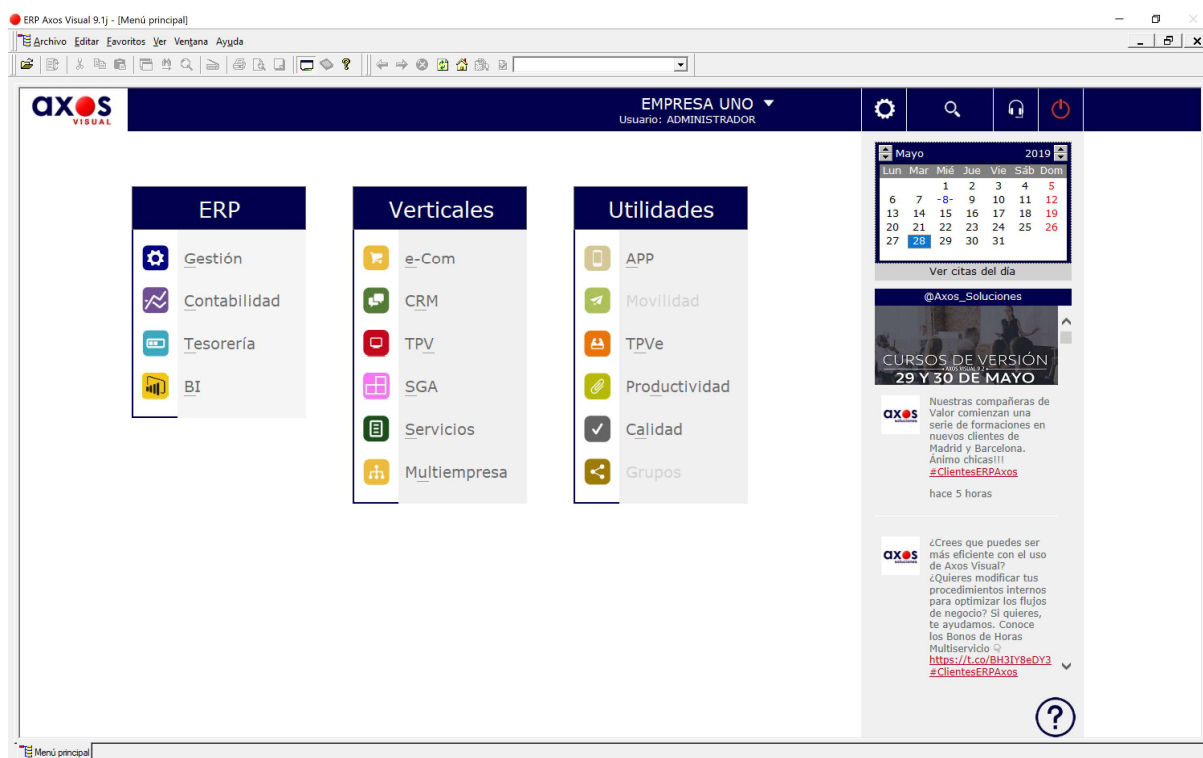 ERP Axos Visual 9.1j - [Menú principal]
Archivo Editar Favoritos Ver Ventana Ayuda
axos
VISUAL
EMPRESA UNO
Usuario: ADMINISTRADOR
ERP
Gestión
Contabilidad
Tesorería
BI
Verticales
e-Com
CRM
TPV
SGA
Servicios
Multiempresa
Utilidades
APP
Movilidad
TPVe
Productividad
Calidad
Grupos
Mayo 2019
Lun Mar Mié Jue Vie Sáb Dom
1 2 3 4 5
6 7 -8- 9 10 11 12
13 14 15 16 17 18 19
20 21 22 23 24 25 26
27 28 29 30 31
Ver citas del día
@Axos_Soluciones
CURSOS DE VERSIÓN
AXOS VISUAL 9.2
29 Y 30 DE MAYO
axos
soluciones
Nuestras compañeras de
Valor comienzan una
serie de formaciones en
nuevos clientes de
Madrid y Barcelona.
Ánimo chicas!!!
#ClientesERPAxos
hace 5 horas
axos
soluciones
¿Crees que puedes ser
más eficiente con el uso
de Axos Visual?
¿Quieres modificar tus
procedimientos internos
para optimizar los flujos
de negocio? Si quieres,
te ayudamos. Conoce
los Bonos de Horas
Multiservicio
https://t.co/BH3IY8eDY3
#ClientesERPAxos
?
Menú principal